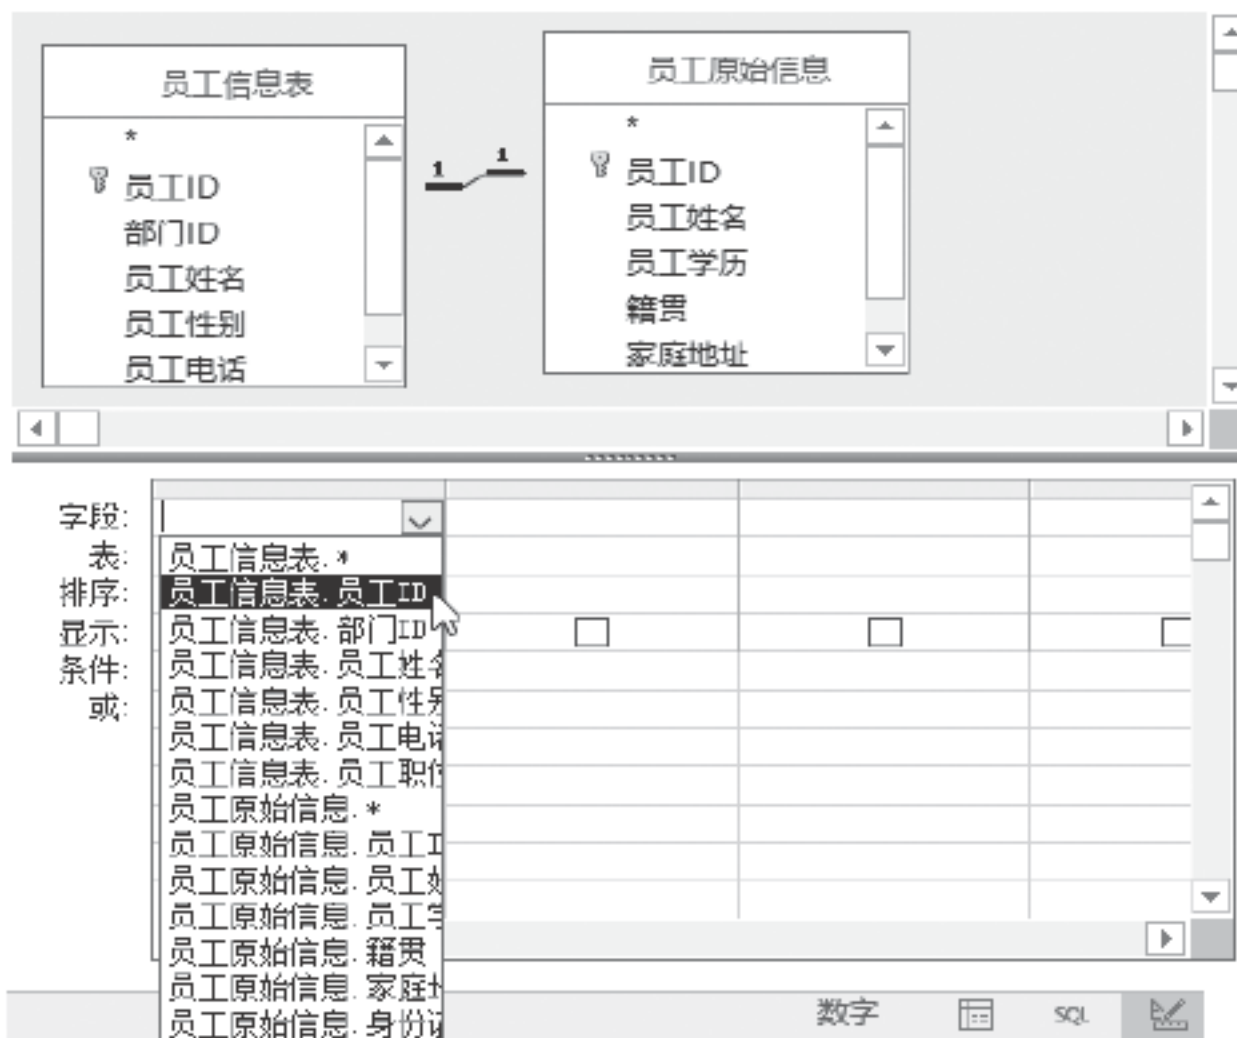 员工信息表
*
员工ID
部门ID
员工姓名
员工性别
员工电话
1
1
员工原始信息
*
员工ID
员工姓名
员工学历
籍贯
家庭地址
字段:
表:
排序:
显示:
条件:
或:
员工信息表.*
员工信息表.员工ID
员工信息表.部门ID
员工信息表.员工姓名
员工信息表.员工性别
员工信息表.员工电话
员工信息表.员工职位
员工原始信息.*
员工原始信息.员工I
员工原始信息.员工姓
员工原始信息.员工学
员工原始信息.籍贯
员工原始信息.家庭地
员工原始信息.身份证
数字
SQL